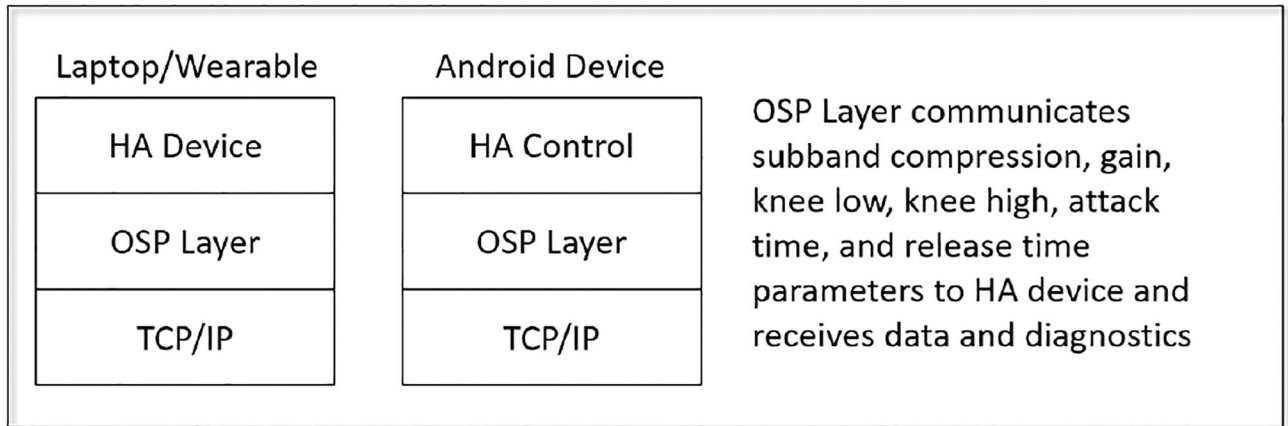 Laptop/Wearable
HA Device
OSP Layer
TCP/IP
Android Device
HA Control
OSP Layer
TCP/IP
OSP Layer communicates
subband compression, gain,
knee low, knee high, attack
time, and release time
parameters to HA device and
receives data and diagnostics